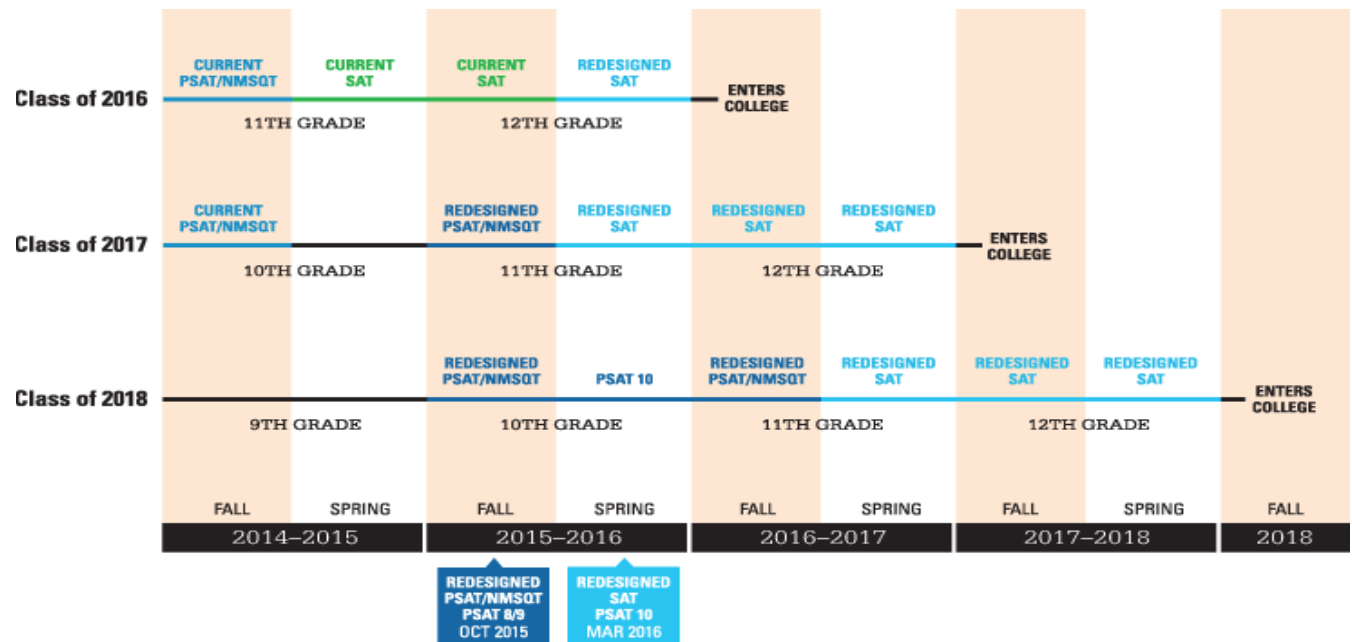 CURRENT
PSAT/NMSQT
CURRENT
SAT
CURRENT
SAT
REDESIGNED
SAT
Class of 2016
ENTERS
COLLEGE
11TH GRADE
12TH GRADE
CURRENT
PSAT/NMSQT
REDESIGNED
PSAT/NMSQT
REDESIGNED
SAT
REDESIGNED
SAT
REDESIGNED
SAT
Class of 2017
ENTERS
COLLEGE
10TH GRADE
11TH GRADE
12TH GRADE
REDESIGNED
PSAT/NMSQT
PSAT 10
REDESIGNED
PSAT/NMSQT
REDESIGNED
SAT
REDESIGNED
SAT
REDESIGNED
SAT
Class of 2018
ENTERS
COLLEGE
9TH GRADE
10TH GRADE
11TH GRADE
12TH GRADE
FALL
SPRING
FALL
SPRING
FALL
SPRING
FALL
SPRING
FALL
2014–2015
2015–2016
2016–2017
2017–2018
2018
REDESIGNED
PSAT/NMSQT
PSAT 8/9
OCT 2015
REDESIGNED
SAT
PSAT 10
MAR 2016